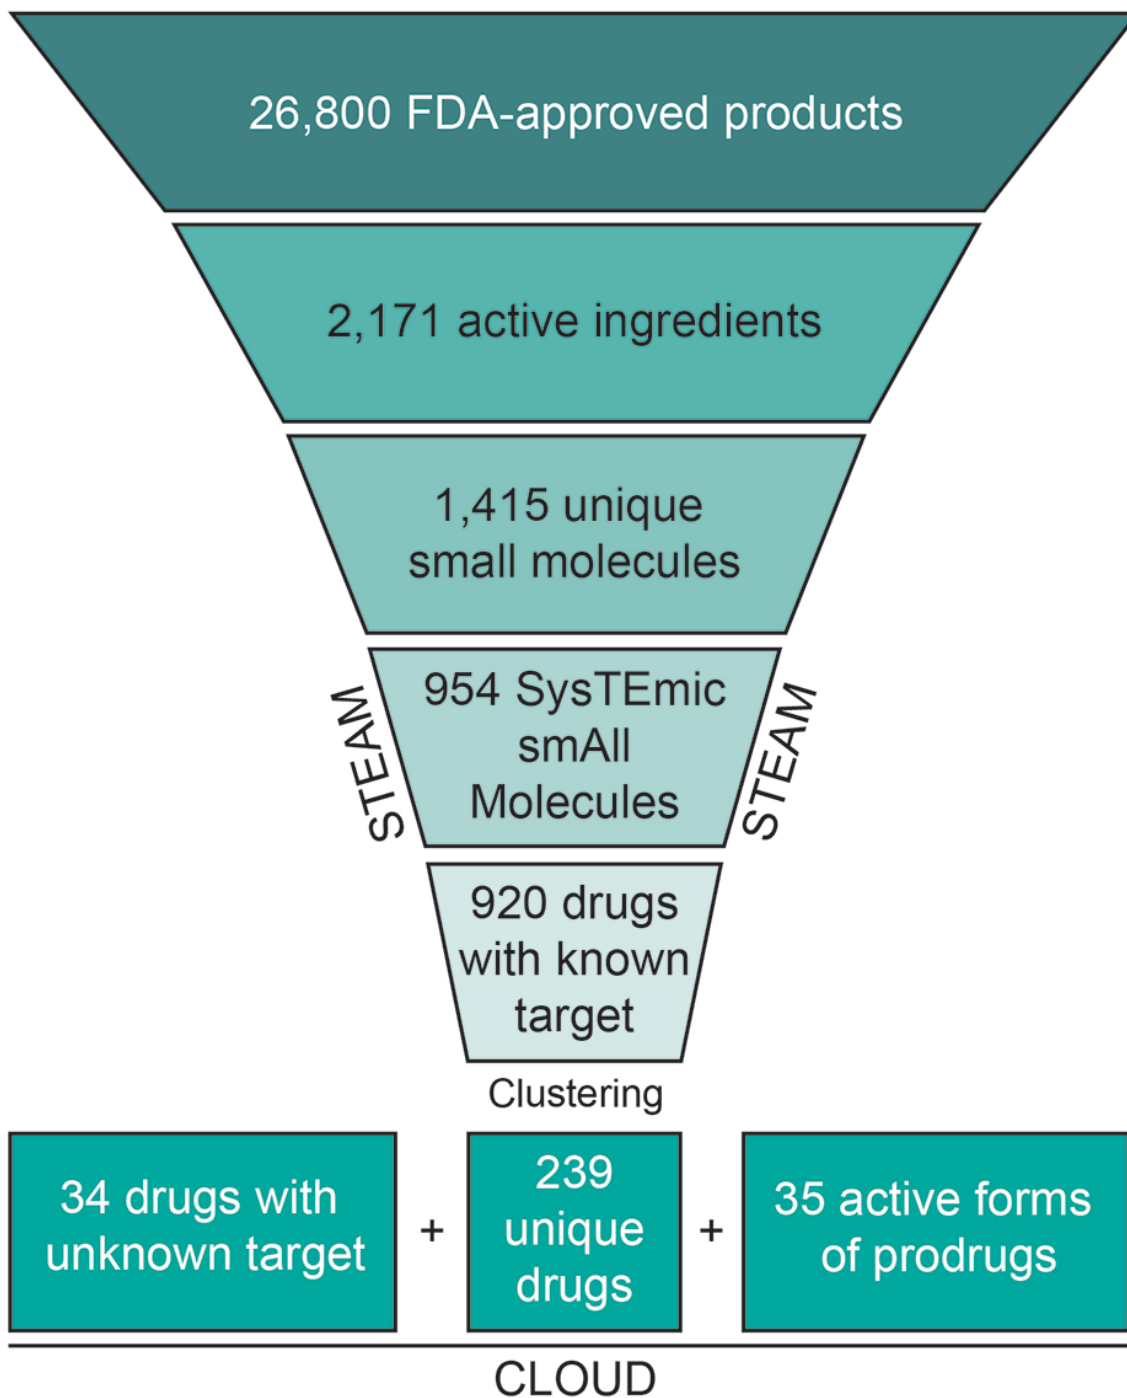 26,800 FDA-approved products
2,171 active ingredients
1,415 unique
small molecules
STEAM
954 SysTEmic
smAll
Molecules
STEAM
920 drugs
with known
target
Clustering
34 drugs with
unknown target
+
239
unique
drugs
+
35 active forms
of prodrugs
CLOUD